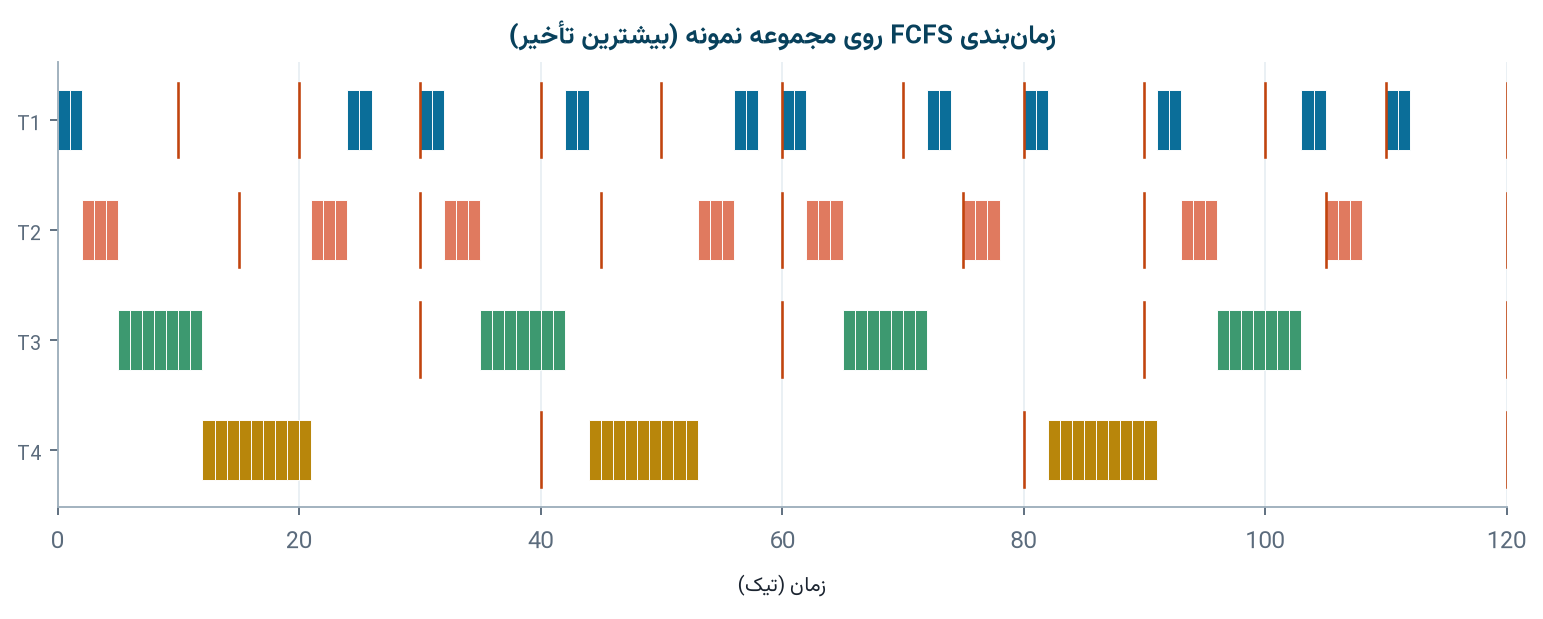 زمان‌بندی FCFS روی مجموعه نمونه (بیشترین تأخیر)
T1
T2
T3
T4
0 20 40 60 80 100 120
زمان (تیک)